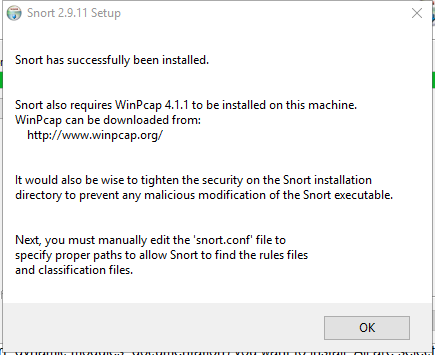 Snort 2.9.11 Setup
Snort has successfully been installed.
Snort also requires WinPcap 4.1.1 to be installed on this machine.
WinPcap can be downloaded from:
http://www.winpcap.org/
It would also be wise to tighten the security on the Snort installation
directory to prevent any malicious modification of the Snort executable.
Next, you must manually edit the 'snort.conf' file to
specify proper paths to allow Snort to find the rules files
and classification files.
OK